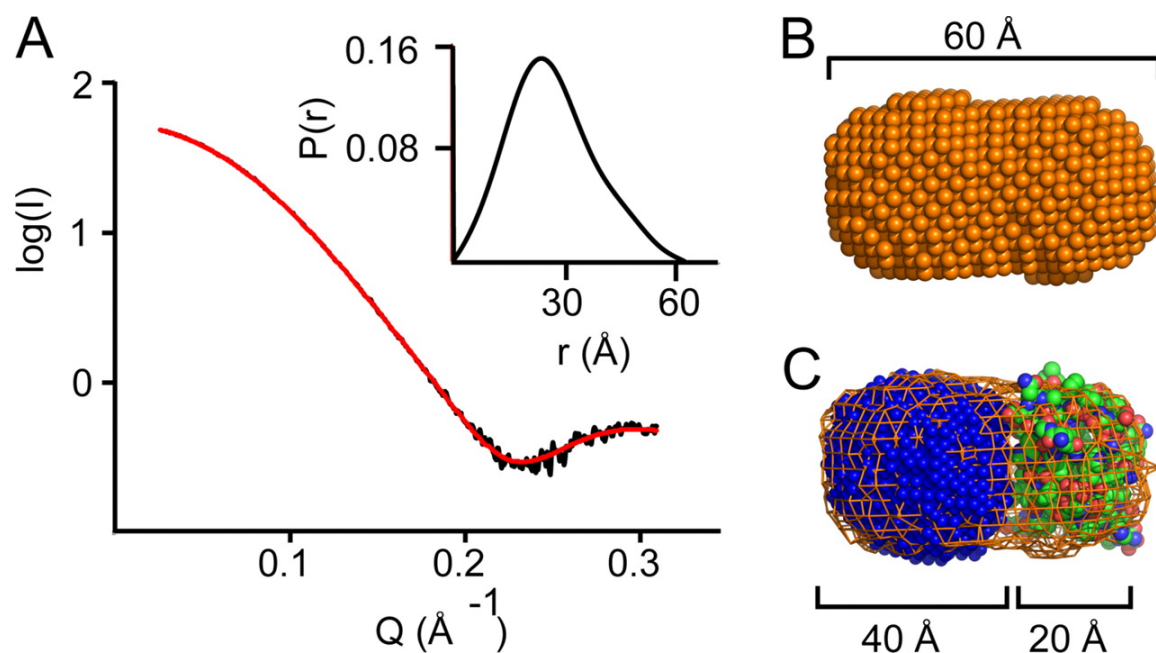 A
2
1
0
log(I)
0.1
0.2
0.3
Q (Å⁻¹)
0.16
0.08
P(r)
30
60
r (Å)
B
60 Å
C
40 Å
20 Å